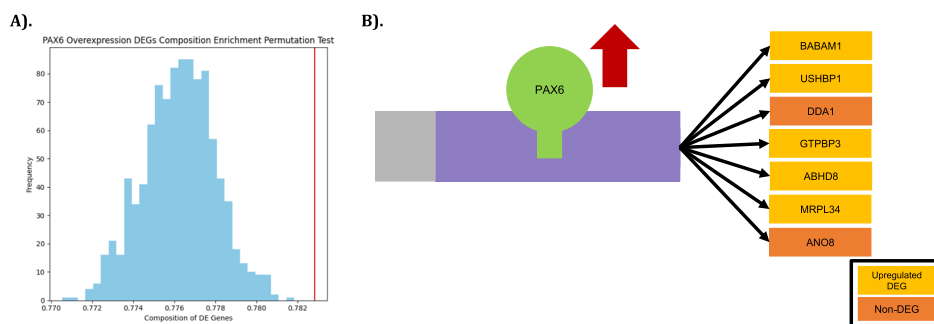 A).
PAX6 Overexpression DEGs Composition Enrichment Permutation Test
80
70
60
50
40
30
20
10
0
Frequency
0.770 0.772 0.774 0.776 0.778 0.780 0.782
Composition of DE Genes
B).
PAX6
BABAM1
USHBP1
DDA1
GTPBP3
ABHD8
MRPL34
ANO8
Upregulated
DEG
Non-DEG